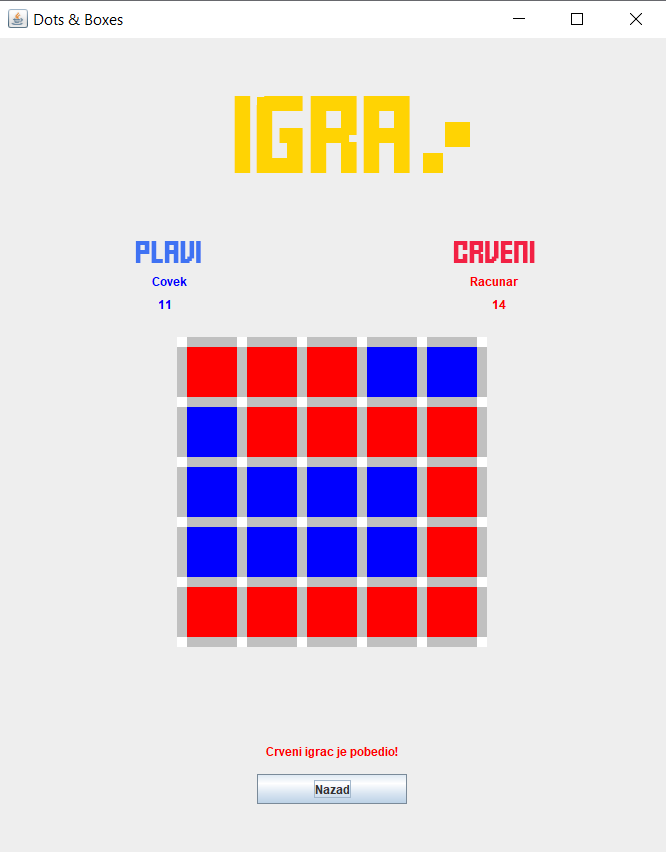 Dots & Boxes
IGRA
PLAVI
CRVENI
Covek
Racunar
11
14
Crveni igrac je pobedio!
Nazad